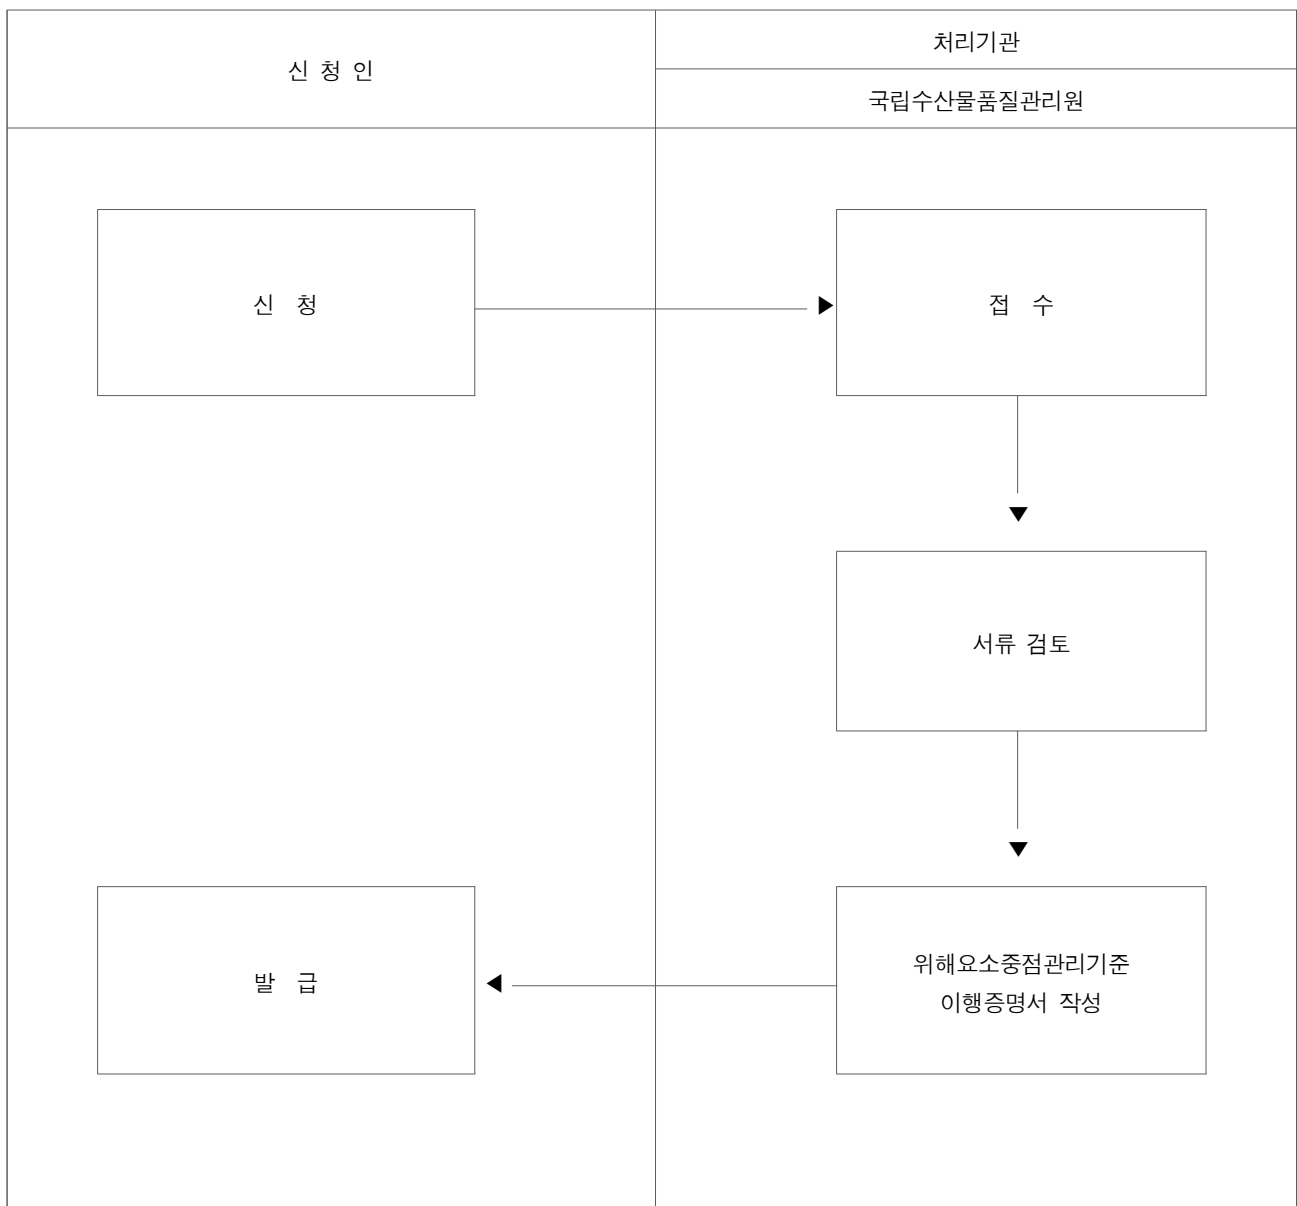 신 청 인
처리기관
국립수산물품질관리원
신 청
접 수
서류 검토
위해요소중점관리기준
이행증명서 작성
발 급